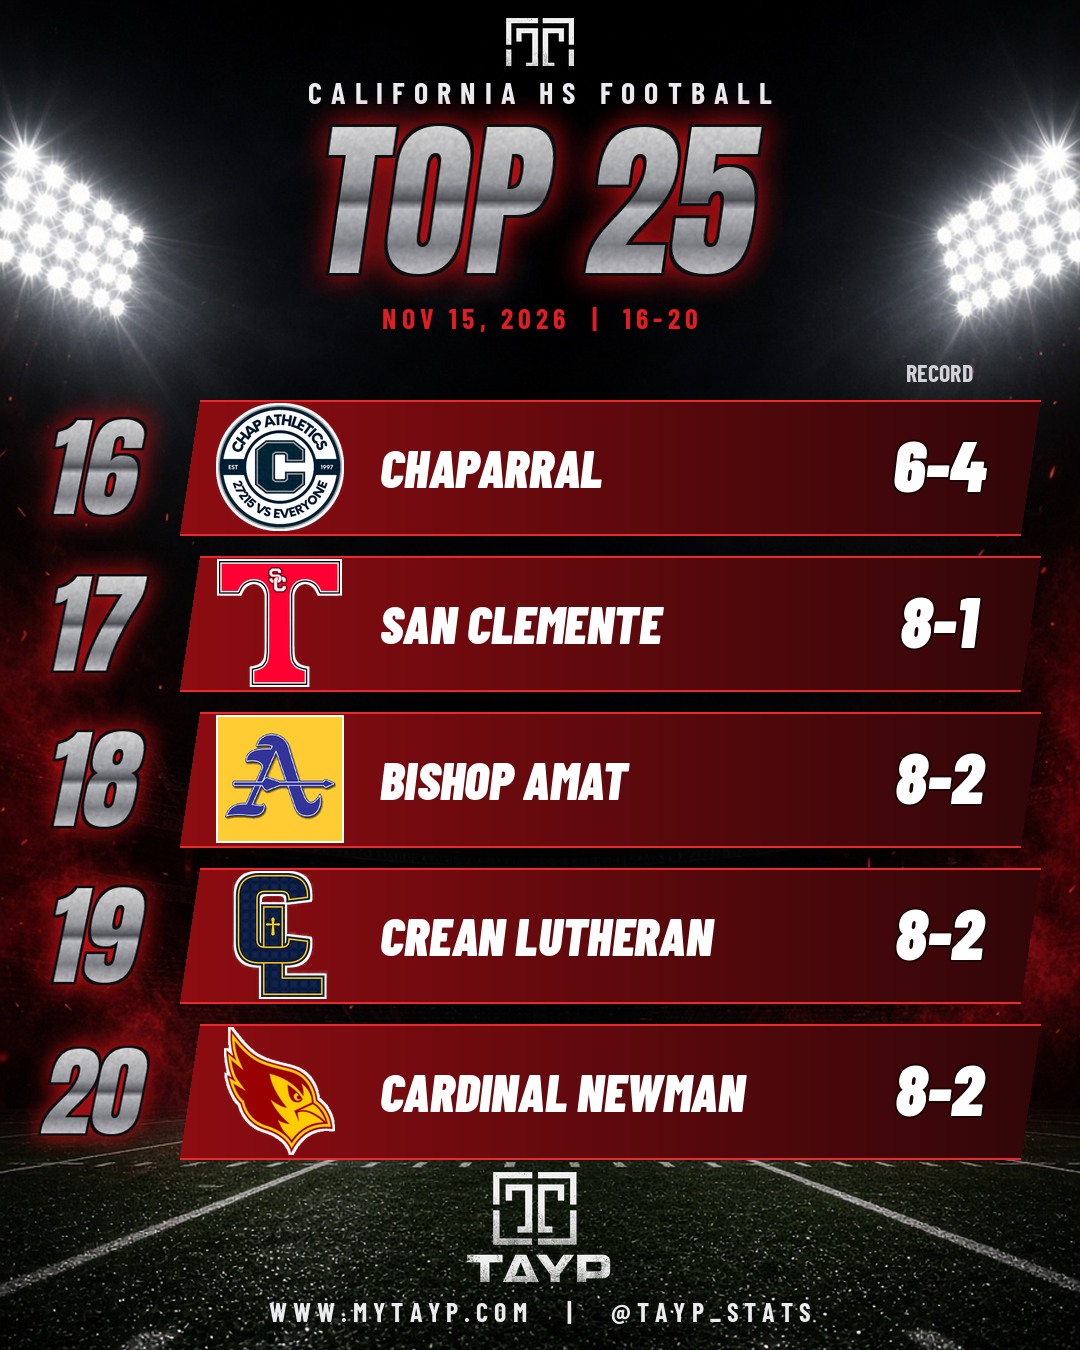 CALIFORNIA HS FOOTBALL
TOP 25
NOV 15, 2026 | 16-20
RECORD
16
CHAP ATHLETICS
EST 1997
C
27215 VS EVERYONE
CHAPARRAL
6-4
17
SC
T
SAN CLEMENTE
8-1
18
A
BISHOP AMAT
8-2
19
CL
CREAN LUTHERAN
8-2
20
CARDINAL NEWMAN
8-2
TAYP
WWW.MYTAYP.COM | @TAYP_STATS